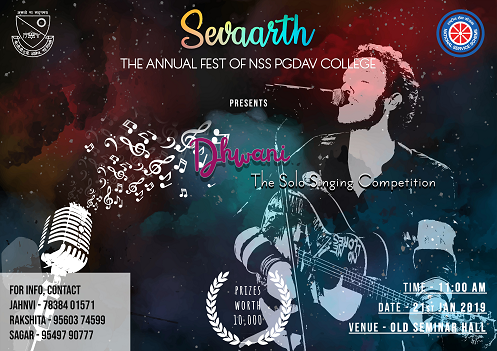 Sevaarth
THE ANNUAL FEST OF NSS PGDAV COLLEGE
PRESENTS
Dhwani
The Solo Singing Competition
FOR INFO, CONTACT
JAHNVI - 78384 01571
RAKSHITA - 95603 74599
SAGAR - 95497 90777
PRIZES
WORTH
10,000
TIME - 11:00 AM
DATE - 21st JAN 2019
VENUE - OLD SEMINAR HALL